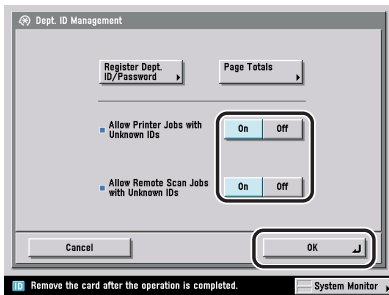 Dept. ID Management
Register Dept.
ID/Password
Page Totals
Allow Printer Jobs with
Unknown IDs
On
Off
Allow Remote Scan Jobs
with Unknown IDs
On
Off
Cancel
OK
ID Remove the card after the operation is completed.
System Monitor